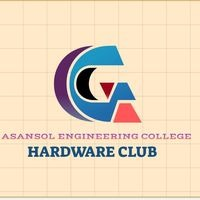 ASANSOL ENGINEERING COLLEGE
HARDWARE CLUB